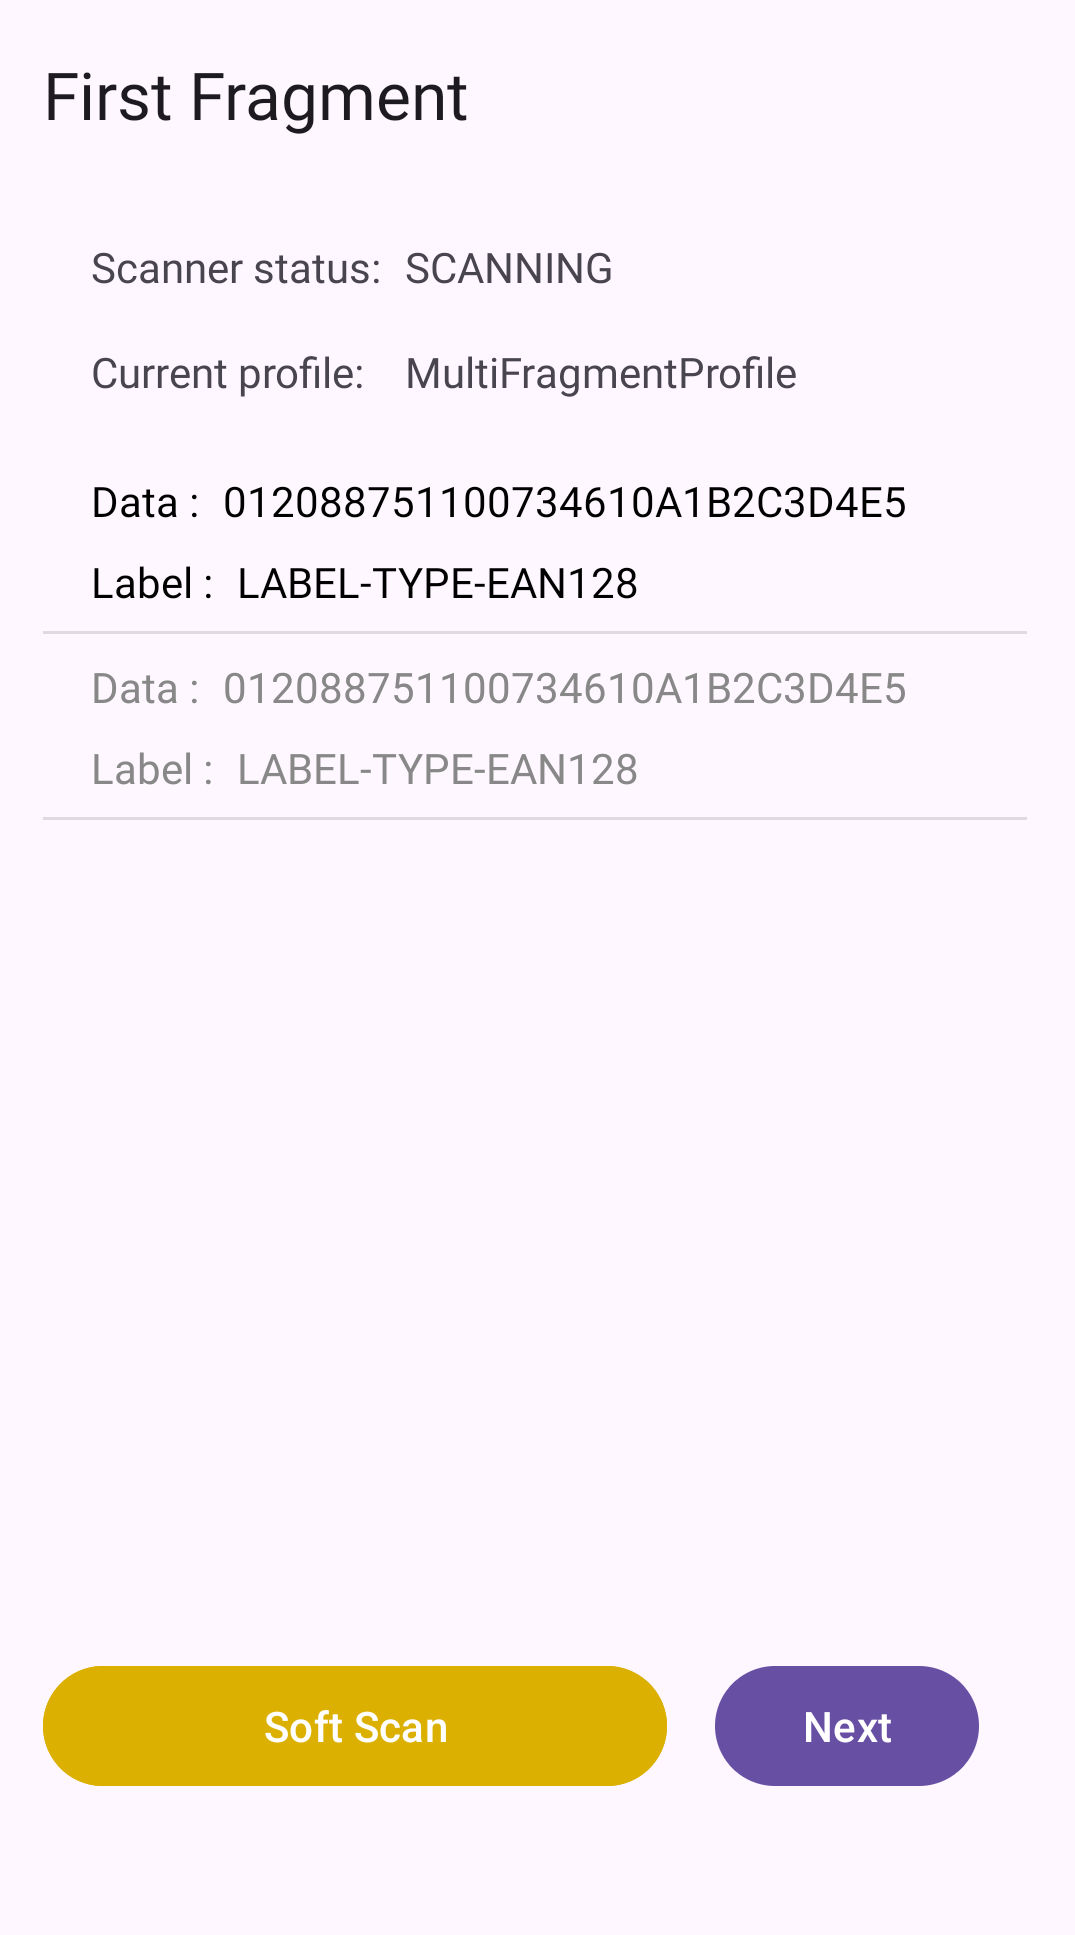 First Fragment
Scanner status: SCANNING
Current profile: MultiFragmentProfile
Data : 012088751100734610A1B2C3D4E5
Label : LABEL-TYPE-EAN128
Data : 012088751100734610A1B2C3D4E5
Label : LABEL-TYPE-EAN128
Soft Scan
Next